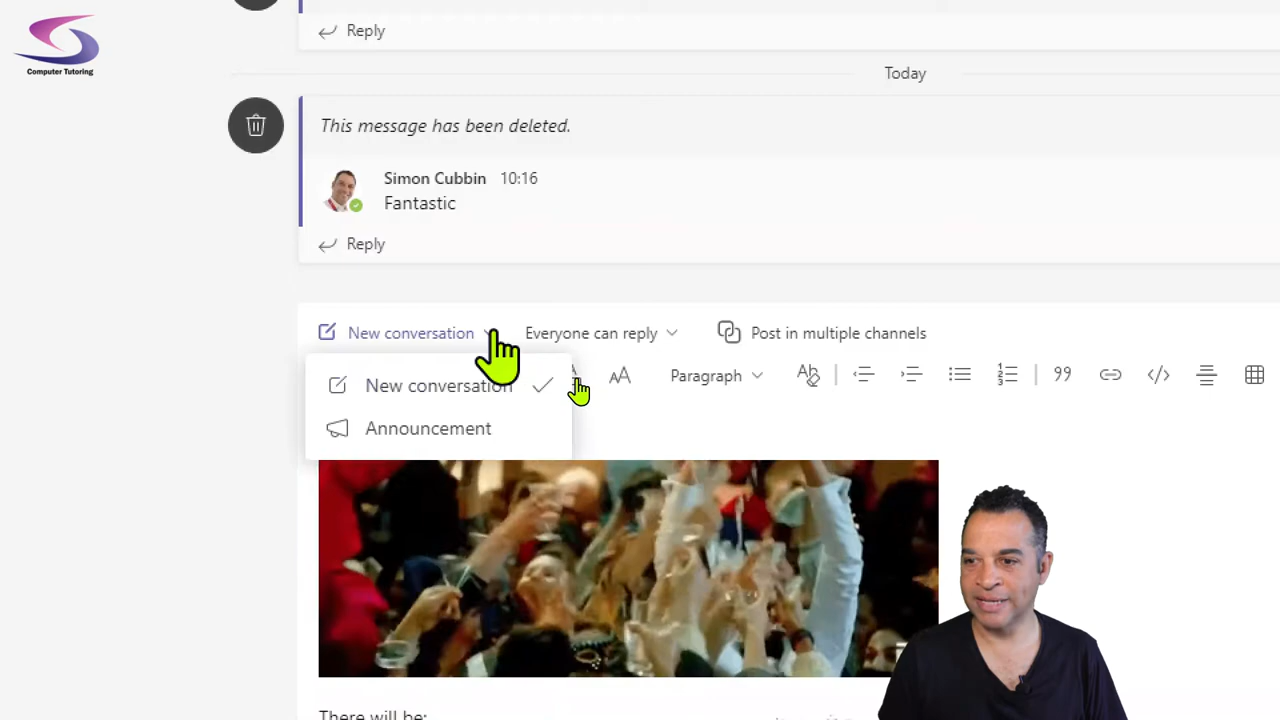 Computer Tutoring
Reply
Today
This message has been deleted.
Simon Cubbin 10:16
Fantastic
Reply
New conversation Everyone can reply Post in multiple channels
New conversation
Paragraph
Announcement
There will be: